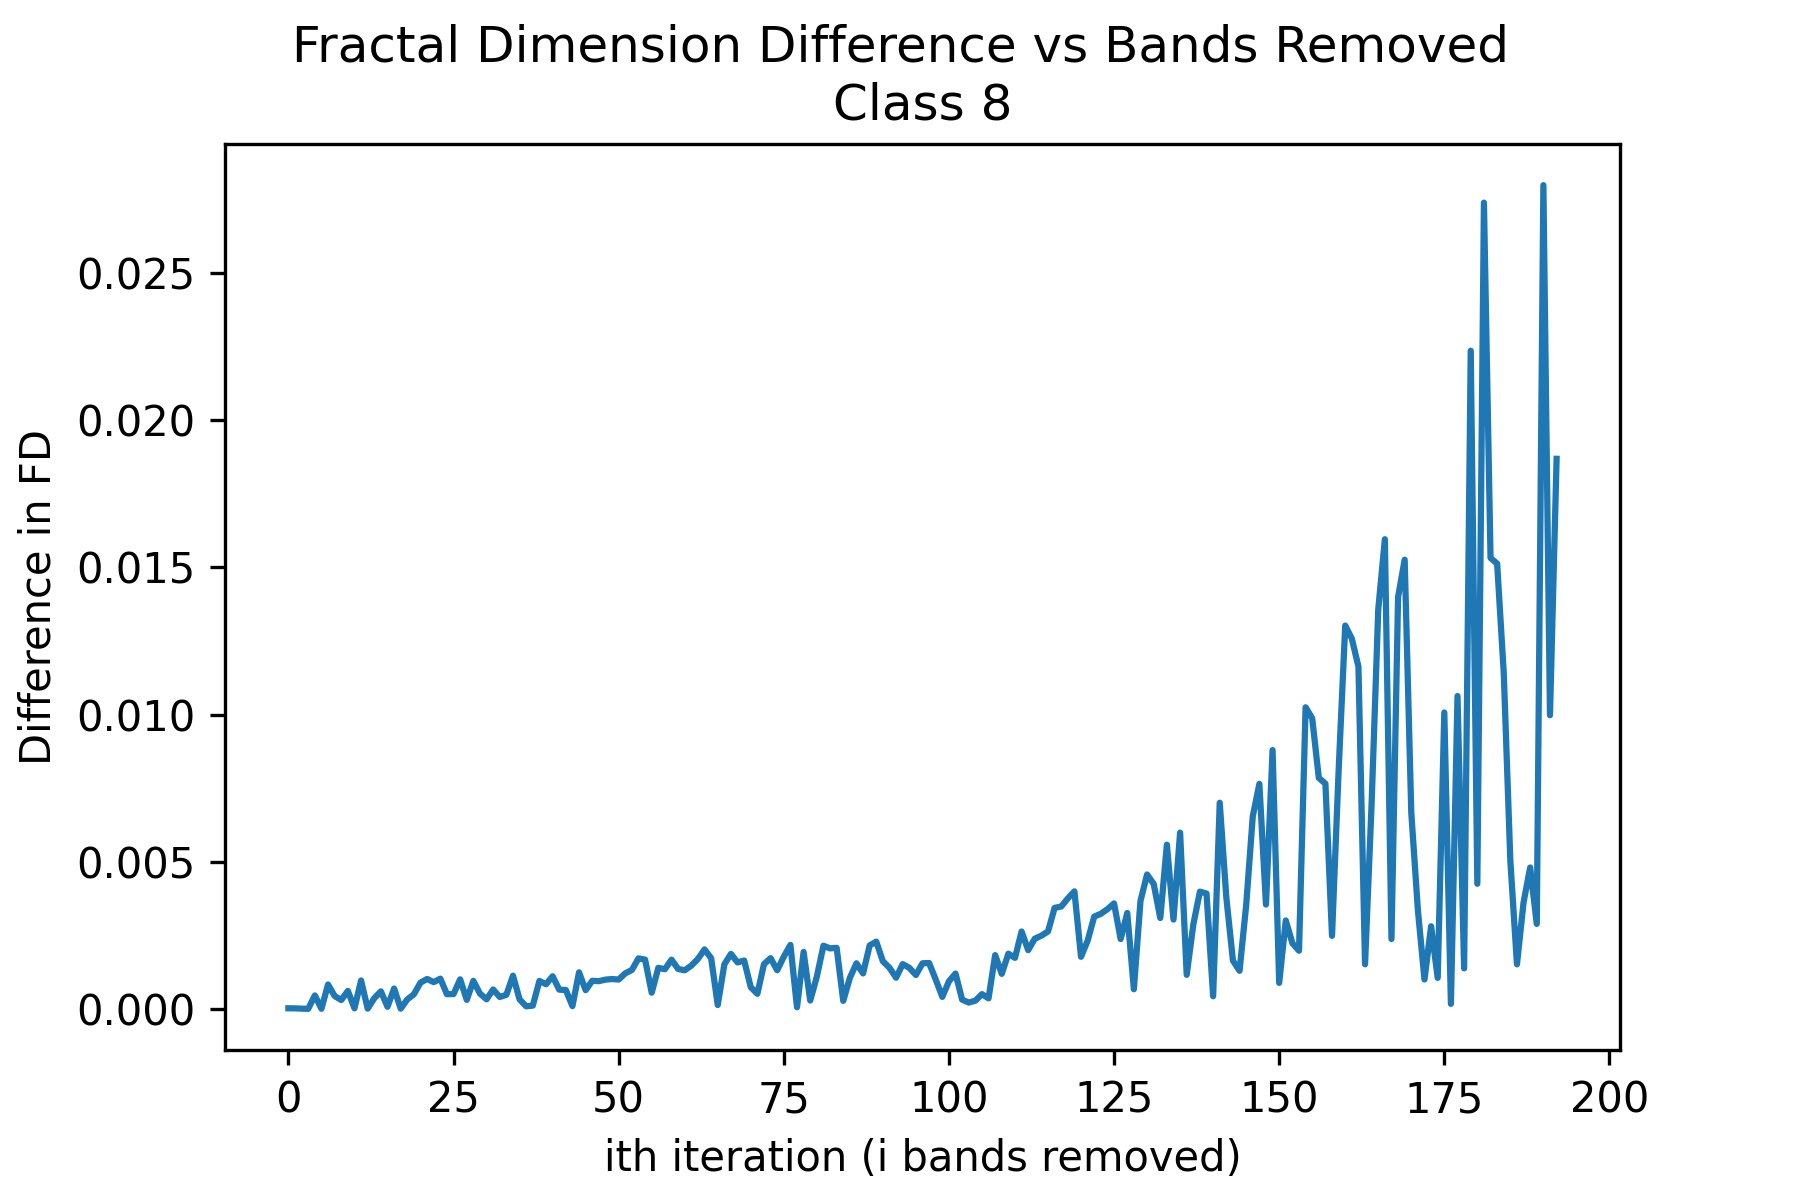 Fractal Dimension Difference vs Bands Removed
Class 8
Difference in FD
0.025
0.020
0.015
0.010
0.005
0.000
0 25 50 75 100 125 150 175 200
ith iteration (i bands removed)